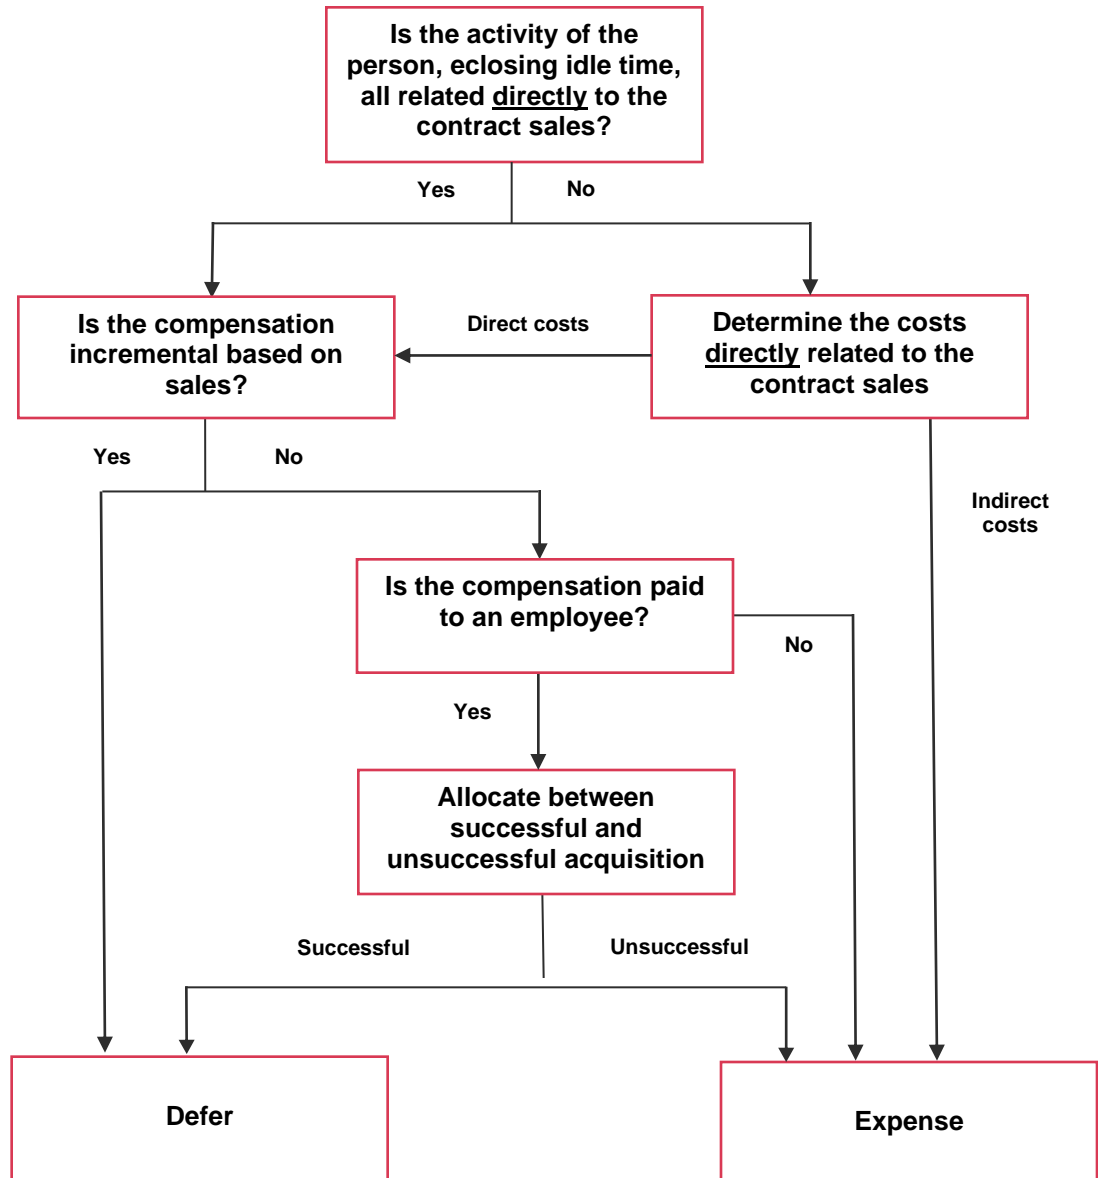 Is the activity of the
person, eclosing idle time,
all related directly to the
contract sales?
Yes
No
Is the compensation
incremental based on
sales?
Direct costs
Determine the costs
directly related to the
contract sales
Yes
No
Indirect
costs
Is the compensation paid
to an employee?
No
Yes
Allocate between
successful and
unsuccessful acquisition
Successful
Unsuccessful
Defer
Expense